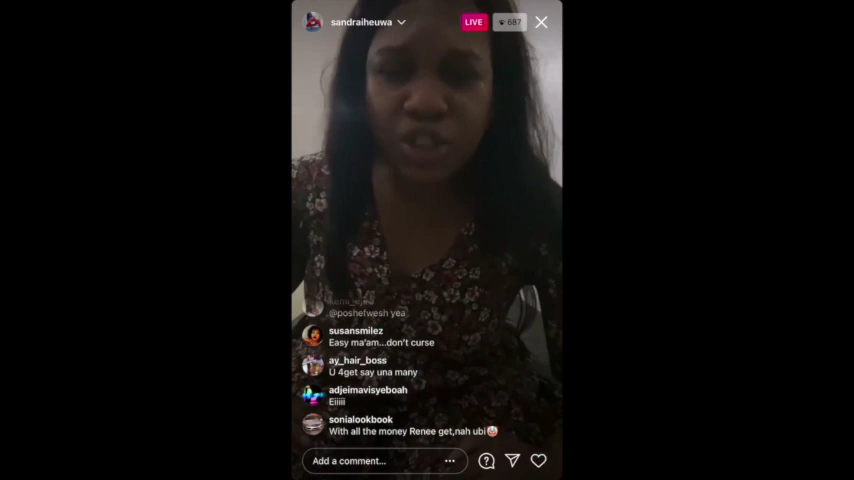 sandraiheuwa
LIVE
687
@poshefwesh yea
susansmilez
Easy ma'am...don't curse
ay_hair_boss
U 4get say una many
adjeimavisyeboah
Eiiiii
sonialookbook
With all the money Renee get,nah ubi🤡
Add a comment...